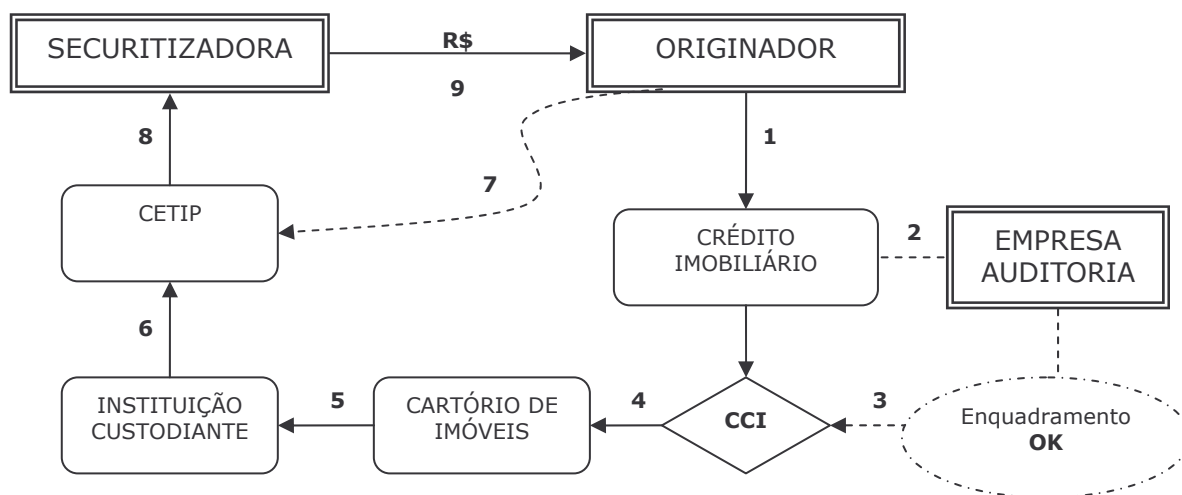 SECURITIZADORA
R$
ORIGINADOR
9
8
1
7
CETIP
CRÉDITO
IMOBILIÁRIO
2
EMPRESA
AUDITORIA
6
INSTITUIÇÃO
CUSTODIANTE
5
CARTÓRIO DE
IMÓVEIS
4
CCI
3
Enquadramento
OK